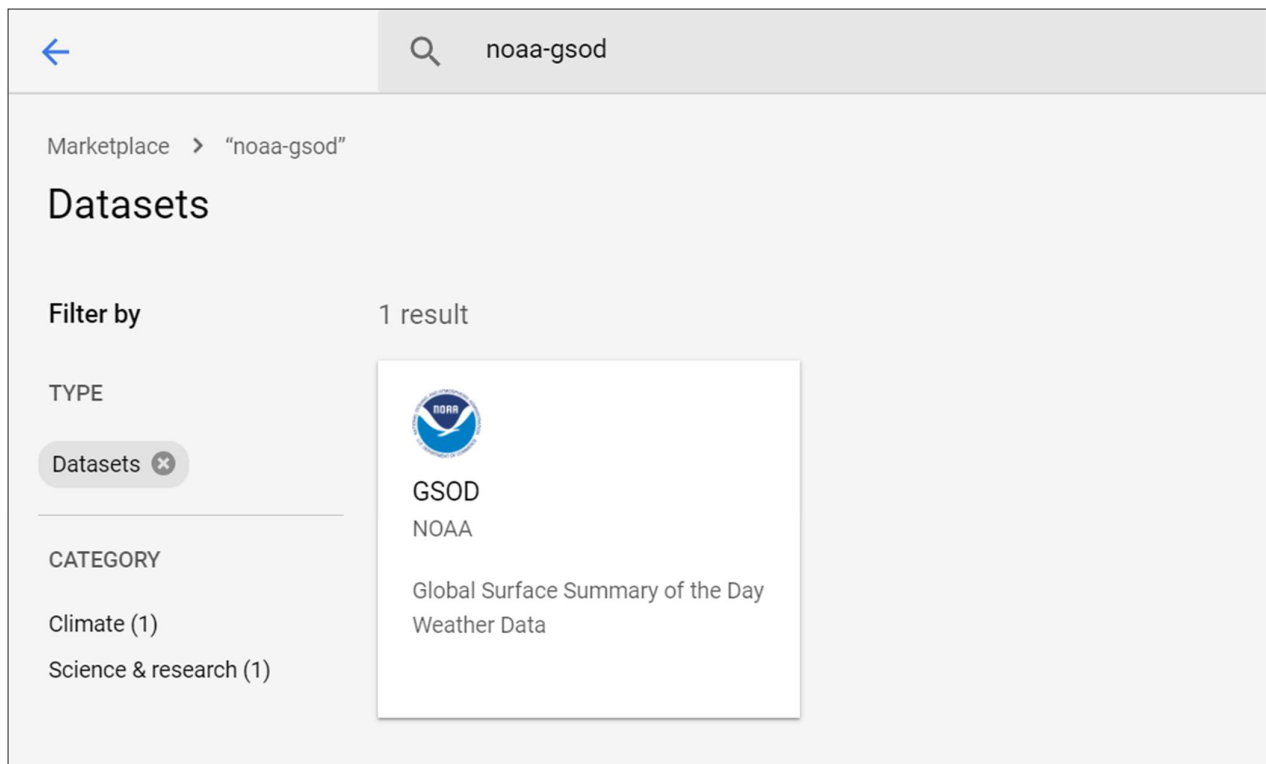 noaa-gsod
Marketplace > “noaa-gsod”
Datasets
Filter by
1 result
TYPE
Datasets
CATEGORY
Climate (1)
Science & research (1)
NOAA
GSOD
NOAA
Global Surface Summary of the Day
Weather Data